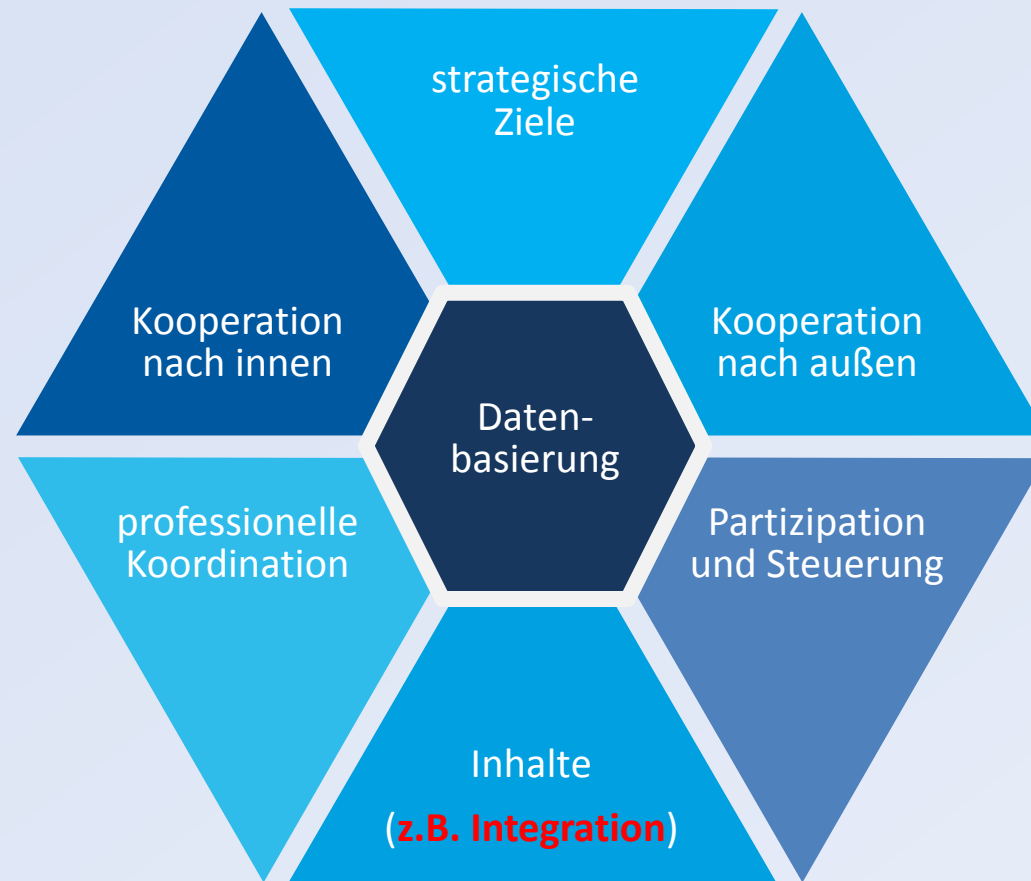 strategische
Ziele
Kooperation
nach innen
Kooperation
nach außen
Daten-
basierung
professionelle
Koordination
Partizipation
und Steuerung
Inhalte
(z.B. Integration)